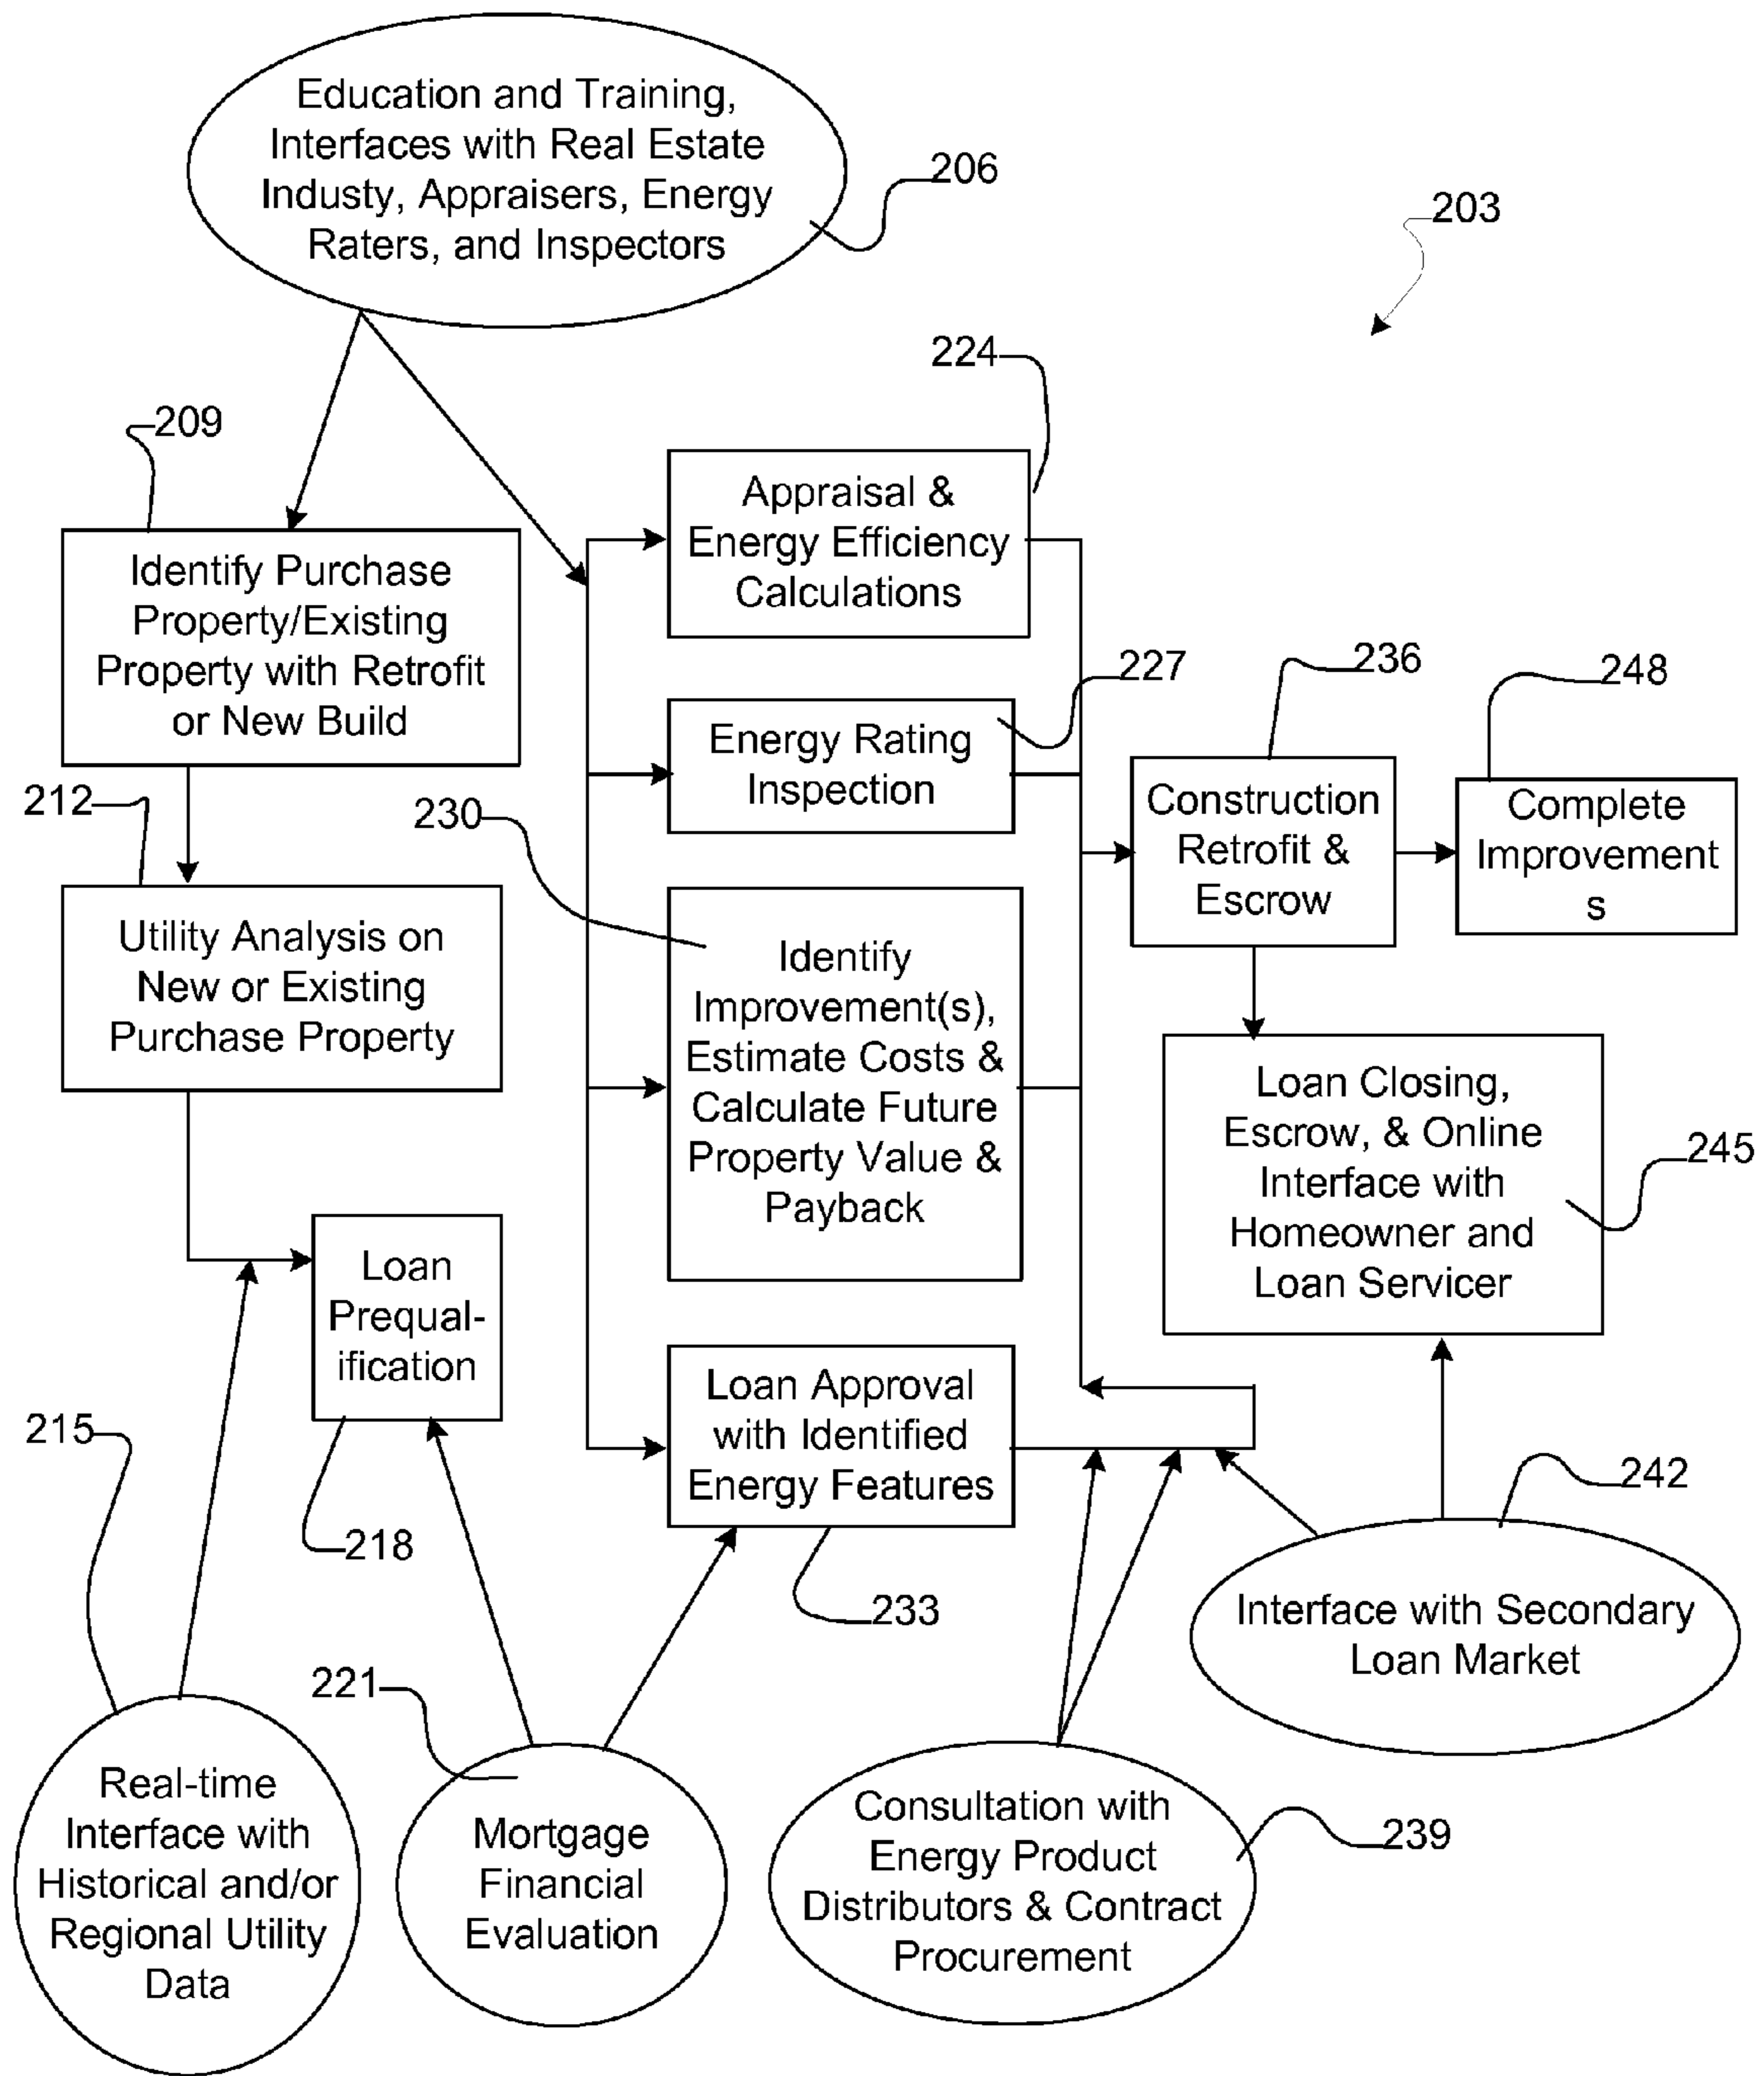 Education and Training,
Interfaces with Real Estate
Industy, Appraisers, Energy
Raters, and Inspectors
206
203
224
209
Appraisal &
Energy Efficiency
Calculations
Identify Purchase
Property/Existing
Property with Retrofit
or New Build
227
236
248
Energy Rating
Inspection
212
230
Construction
Retrofit &
Escrow
Complete
Improvement
s
Utility Analysis on
New or Existing
Purchase Property
Identify
Improvement(s),
Estimate Costs &
Calculate Future
Property Value &
Payback
Loan Closing,
Escrow, & Online
Interface with
Homeowner and
Loan Servicer
245
Loan
Prequal-
ification
Loan Approval
with Identified
Energy Features
215
218
233
242
Interface with Secondary
Loan Market
221
Real-time
Interface with
Historical and/or
Regional Utility
Data
Mortgage
Financial
Evaluation
Consultation with
Energy Product
Distributors & Contract
Procurement
239